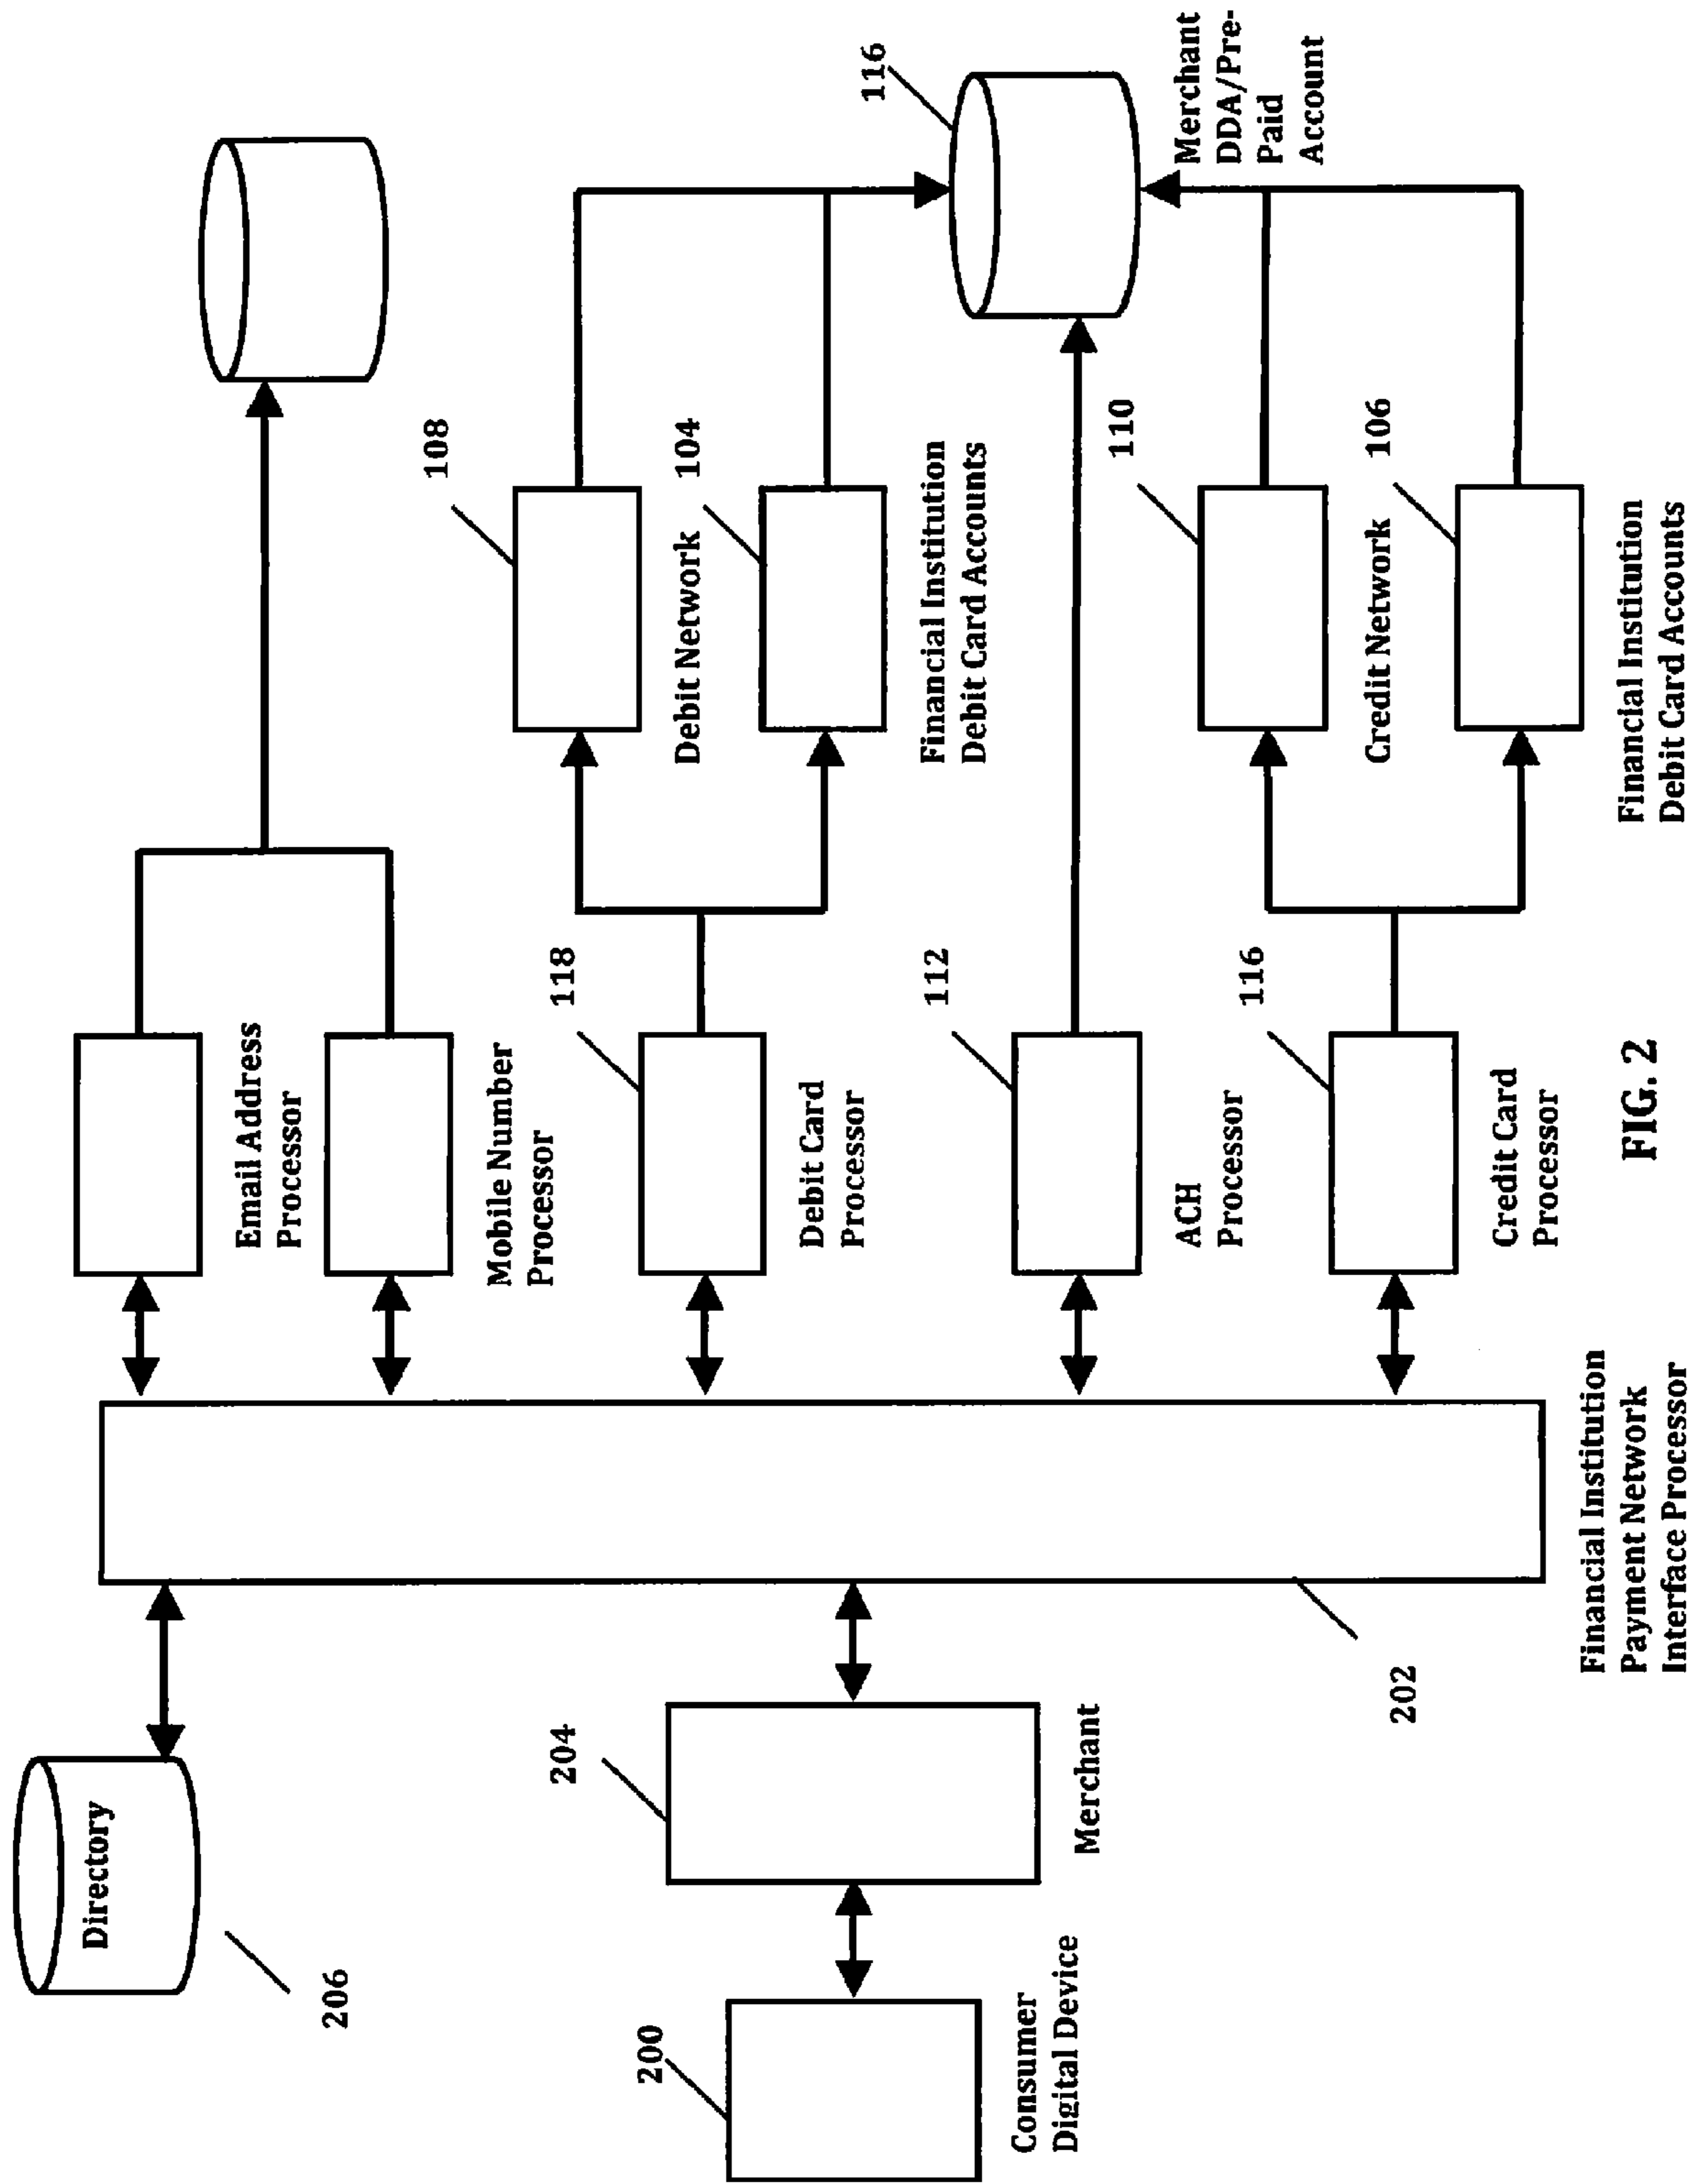 Directory
206
200
Consumer
Digital Device
204
Merchant
202
Financial Institution
Payment Network
Interface Processor
Email Address
Processor
Mobile Number
Processor
118
Debit Card
Processor
112
ACH
Processor
116
Credit Card
Processor
108
Debit Network
104
Financial Institution
Debit Card Accounts
110
Credit Network
106
Financial Institution
Debit Card Accounts
116
Merchant
DDA/Pre-
Paid
Account
FIG. 2